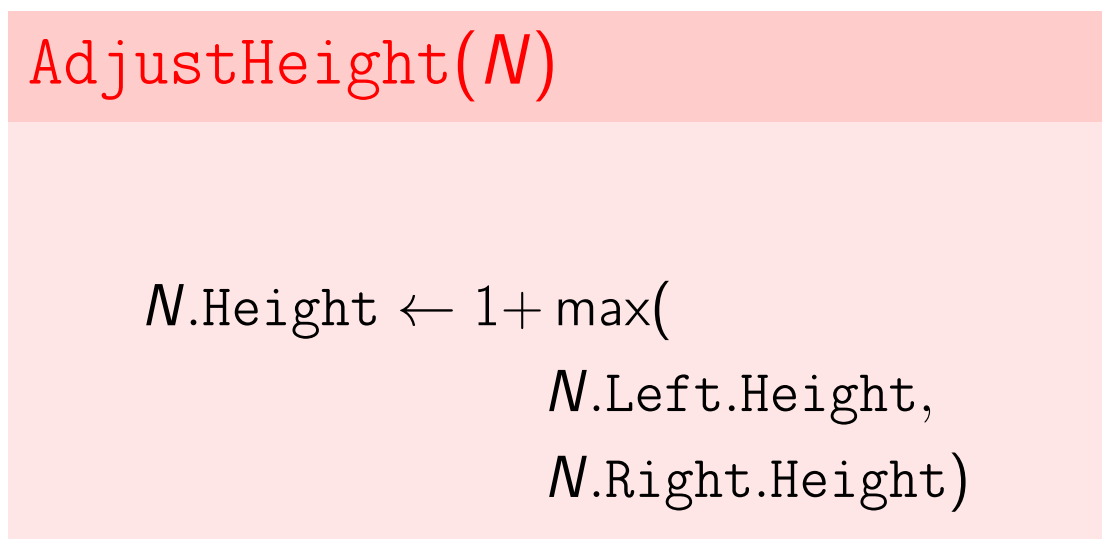 AdjustHeight(N)
N.Height ← 1+ max(
N.Left.Height,
N.Right.Height)